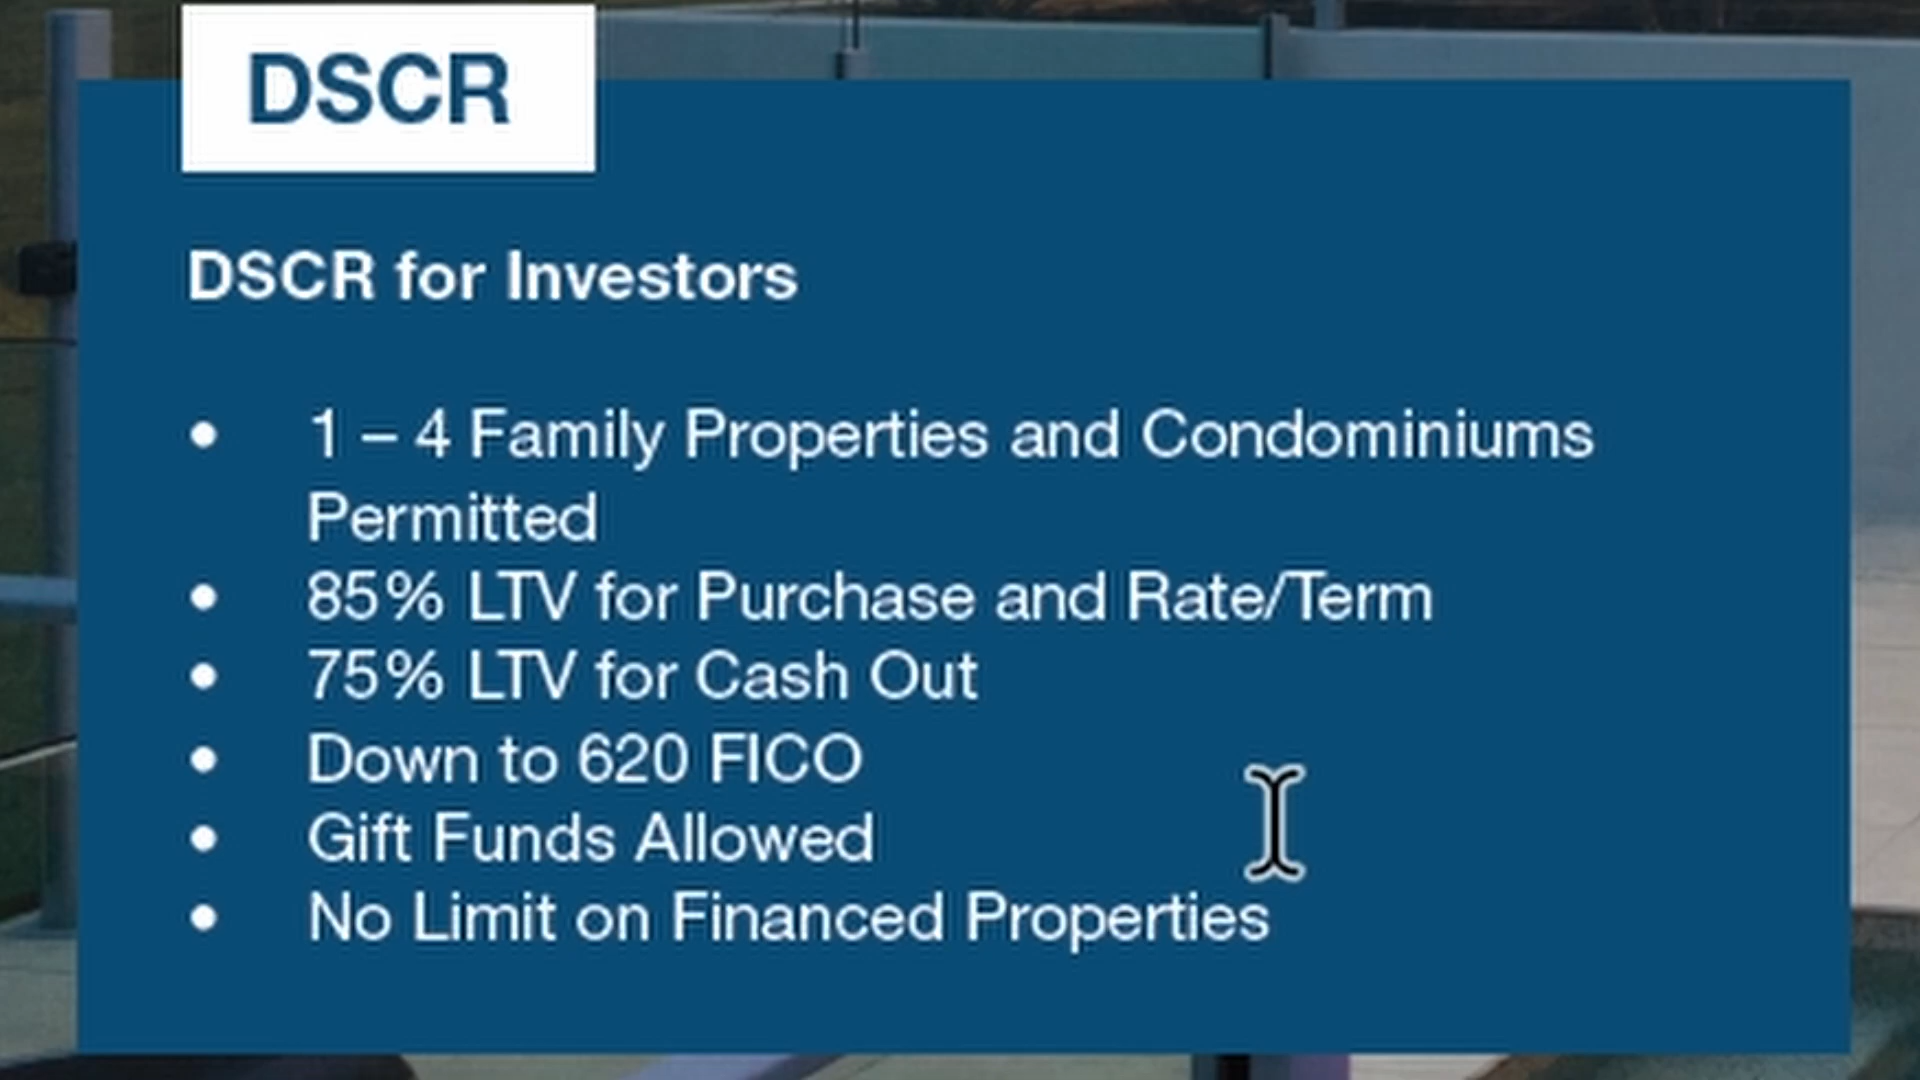 DSCR
DSCR for Investors
• 1 – 4 Family Properties and Condominiums
Permitted
• 85% LTV for Purchase and Rate/Term
• 75% LTV for Cash Out
• Down to 620 FICO
• Gift Funds Allowed
• No Limit on Financed Properties